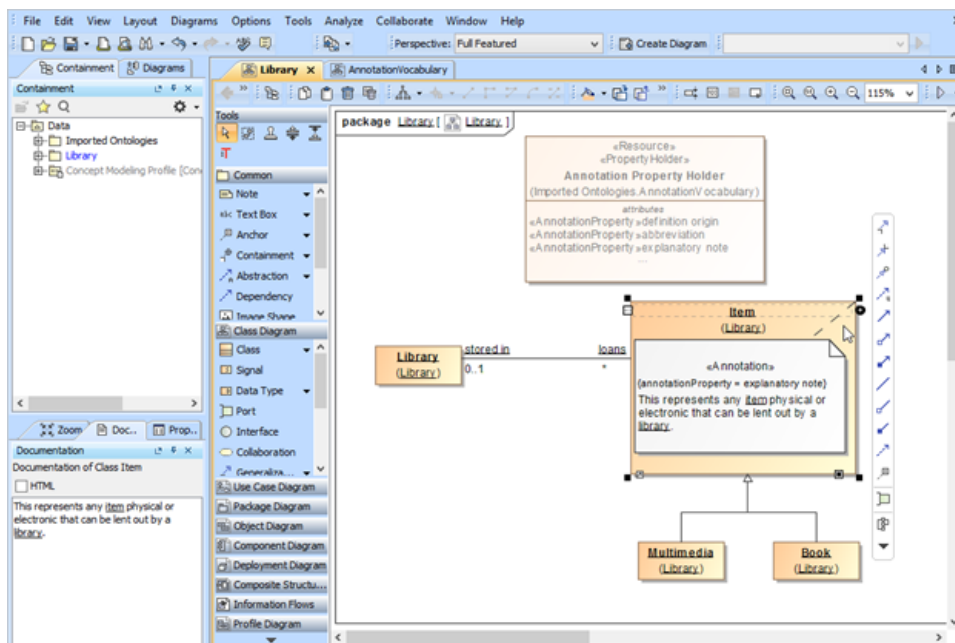 File Edit View Layout Diagrams Options Tools Analyze Collaborate Window Help
Perspective: Full Featured Create Diagram
Containment Diagrams
Containment
Data
Imported Ontologies
Library
Concept Modeling Profile [Con
Zoom Doc.. Prop...
Documentation
Documentation of Class Item
HTML
This represents any item physical or
electronic that can be lent out by a
library.
Library AnnotationVocabulary
115%
Tools
Common
Note
Text Box
Anchor
Containment
Abstraction
Dependency
Image Shape
Class Diagram
Class
Signal
Data Type
Port
Interface
Collaboration
Generaliza...
Use Case Diagram
Package Diagram
Object Diagram
Component Diagram
Deployment Diagram
Composite Structu...
Information Flows
Profile Diagram
package Library [ Library ]
«Resource»
«PropertyHolder»
Annotation Property Holder
(Imported Ontologies.AnnotationVocabulary)
attributes
«AnnotationProperty»definition origin
«AnnotationProperty»abbreviation
«AnnotationProperty»explanatory note
...
Library
(Library)
stored in
0..1
loans
*
Item
(Library)
«Annotation»
{annotationProperty = explanatory note}
This represents any item physical or
electronic that can be lent out by a
library.
Multimedia
(Library)
Book
(Library)